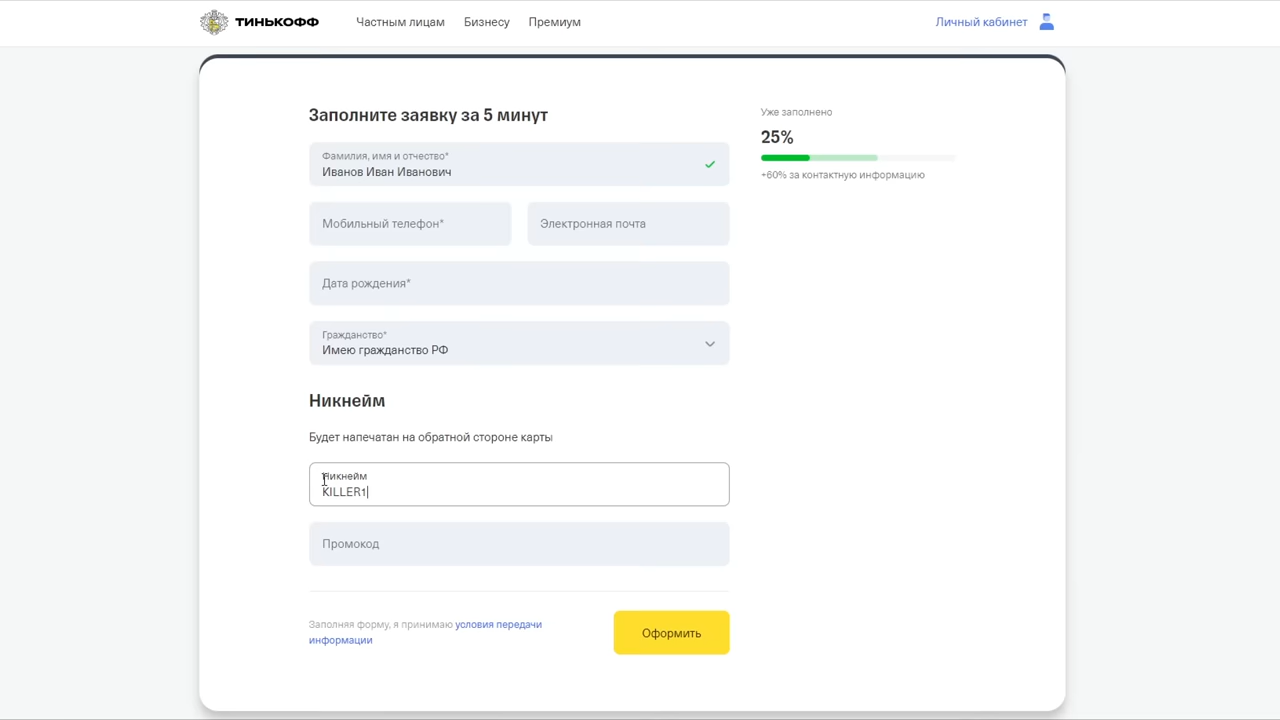 ТИНЬКОФФ
Частным лицам
Бизнесу
Премиум
Личный кабинет
Заполните заявку за 5 минут
Фамилия, имя и отчество*
Иванов Иван Иванович
Мобильный телефон*
Электронная почта
Дата рождения*
Гражданство*
Имею гражданство РФ
Никнейм
Будет напечатан на обратной стороне карты
Никнейм
KILLER1
Промокод
Заполняя форму, я принимаю условия передачи
информации
Оформить
Уже заполнено
25%
+60% за контактную информацию